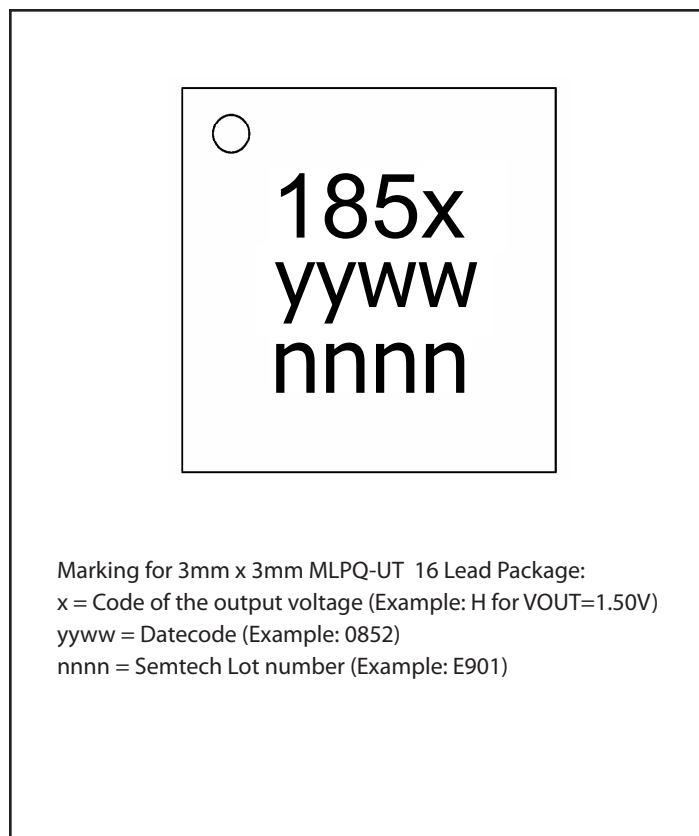 185x
yyww
nnnn
Marking for 3mm x 3mm MLPQ-UT 16 Lead Package:
x = Code of the output voltage (Example: H for VOUT=1.50V)
yyww = Datecode (Example: 0852)
nnnn = Semtech Lot number (Example: E901)